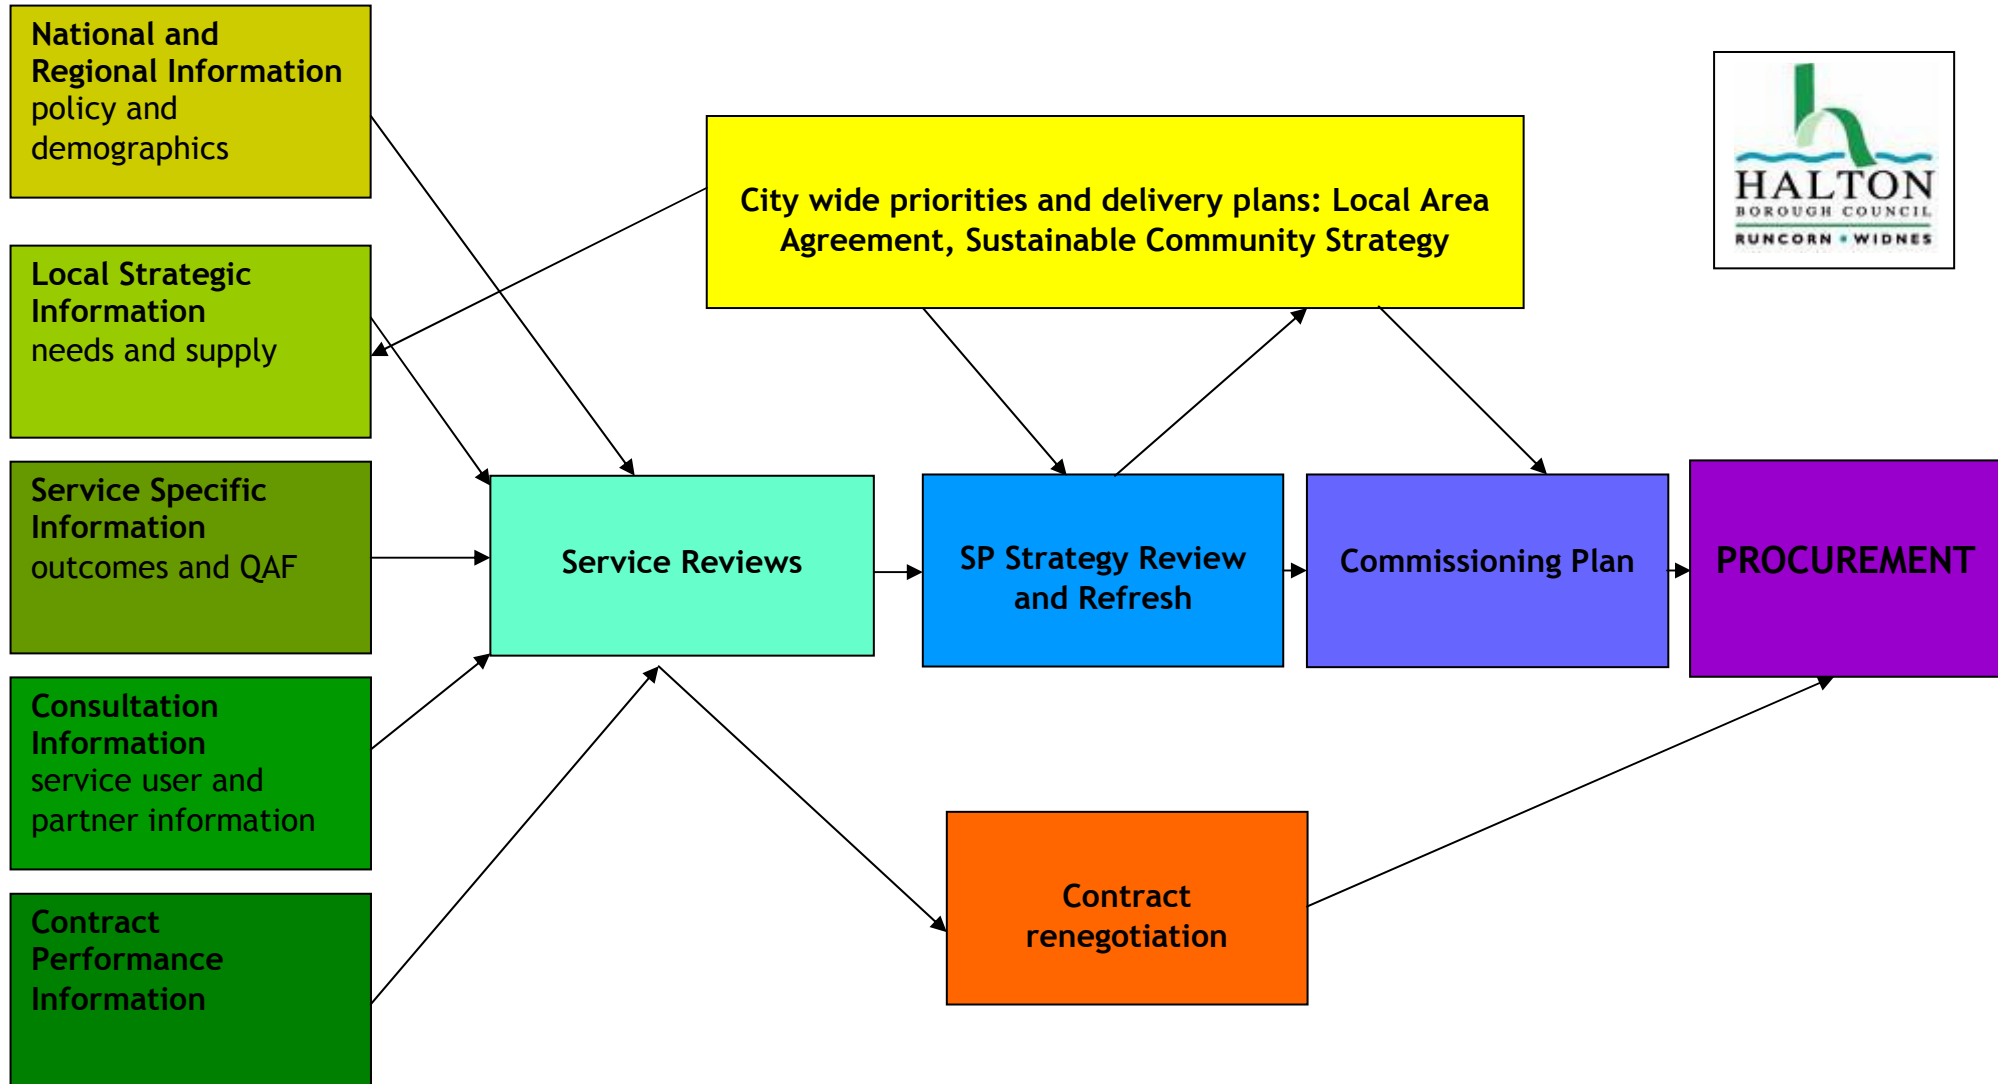 National and
Regional Information
policy and
demographics
Local Strategic
Information
needs and supply
Service Specific
Information
outcomes and QAF
Consultation
Information
service user and
partner information
Contract
Performance
Information
City wide priorities and delivery plans: Local Area
Agreement, Sustainable Community Strategy
Service Reviews
SP Strategy Review
and Refresh
Commissioning Plan
PROCUREMENT
Contract
renegotiation
HALTON
BOROUGH COUNCIL
RUNCORN • WIDNES